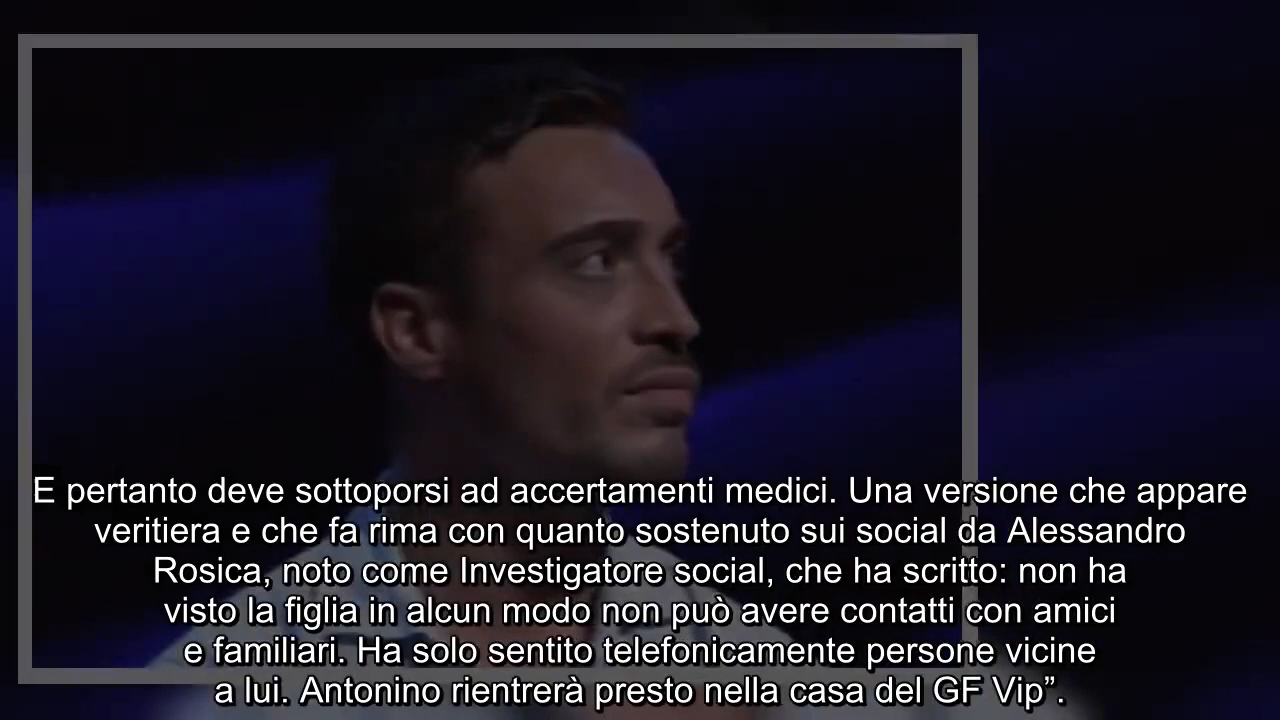 E pertanto deve sottoporsi ad accertamenti medici. Una versione che appare
veritiera e che fa rima con quanto sostenuto sui social da Alessandro
Rosica, noto come Investigatore social, che ha scritto: non ha
visto la figlia in alcun modo non può avere contatti con amici
e familiari. Ha solo sentito telefonicamente persone vicine
a lui. Antonino rientrerà presto nella casa del GF Vip”.